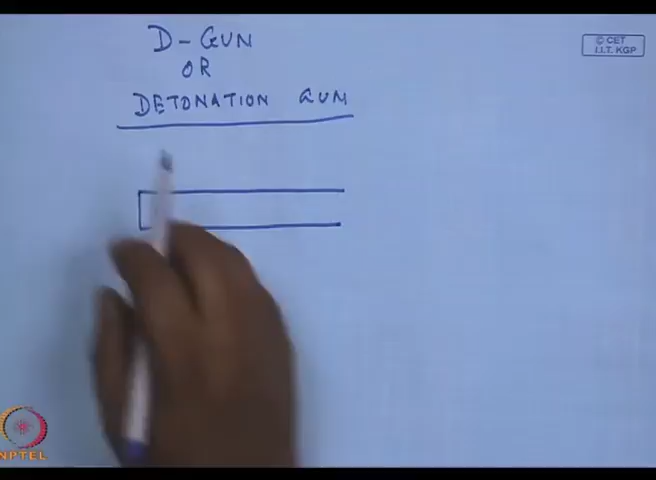 D-GUN
OR
DETONATION GUN
© CET
I.I.T. KGP
NPTEL